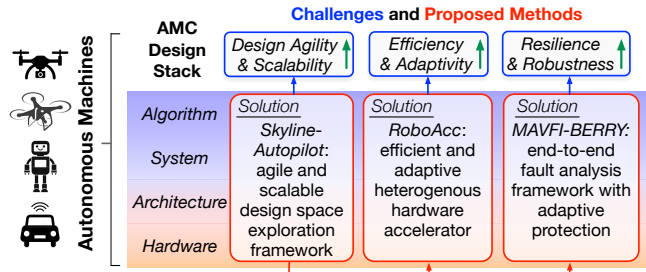 Challenges and Proposed Methods
AMC
Design
Stack
Design Agility
& Scalability
Efficiency
& Adaptivity
Resilience
& Robustness
Autonomous Machines
Algorithm
System
Architecture
Hardware
Solution
Skyline-
Autopilot:
agile and
scalable
design space
exploration
framework
Solution
RoboAcc:
efficient and
adaptive
heterogenous
hardware
accelerator
Solution
MAVFI-BERRY:
end-to-end
fault analysis
framework with
adaptive
protection